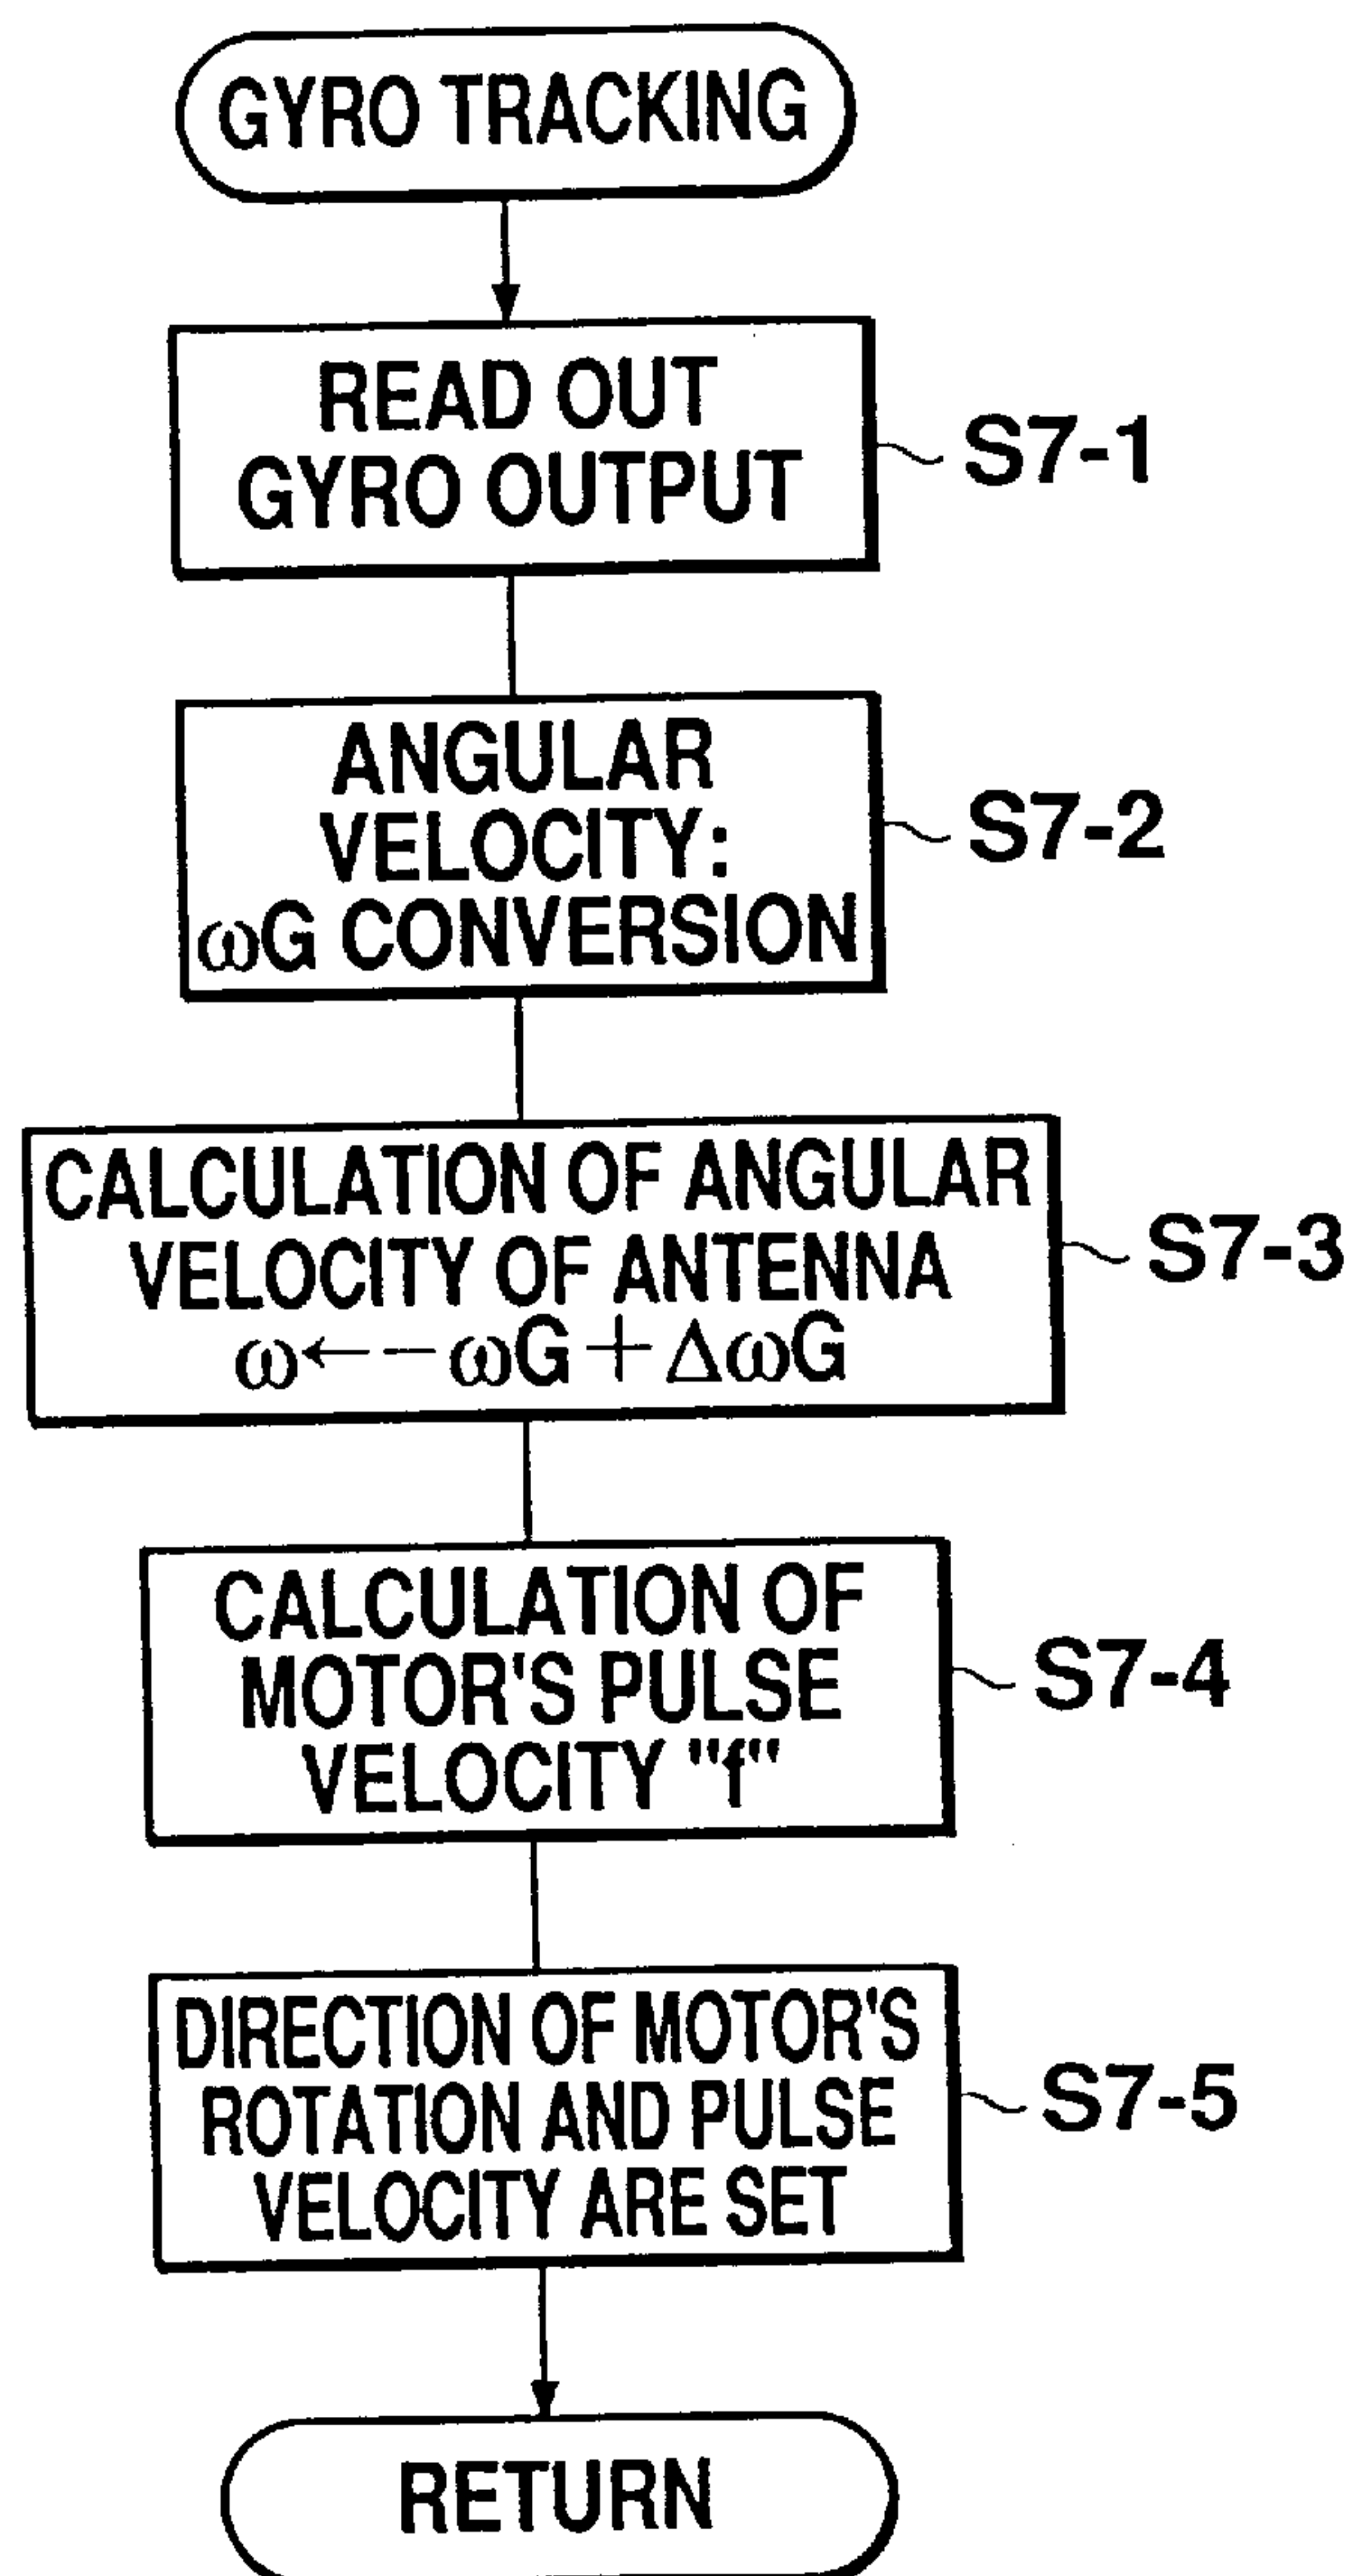 GYRO TRACKING
READ OUT
GYRO OUTPUT
S7-1
ANGULAR
VELOCITY:
ωG CONVERSION
S7-2
CALCULATION OF ANGULAR
VELOCITY OF ANTENNA
ω← – ωG + ΔωG
S7-3
CALCULATION OF
MOTOR'S PULSE
VELOCITY "f"
S7-4
DIRECTION OF MOTOR'S
ROTATION AND PULSE
VELOCITY ARE SET
S7-5
RETURN